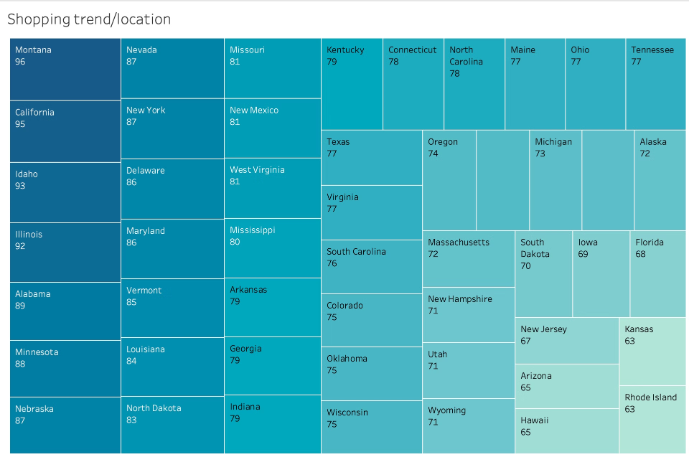 Shopping trend/location
Montana
96
California
95
Idaho
93
Illinois
92
Alabama
89
Minnesota
88
Nebraska
87
Nevada
87
New York
87
Delaware
86
Maryland
86
Vermont
85
Louisiana
84
North Dakota
83
Missouri
81
New Mexico
81
West Virginia
81
Mississippi
80
Arkansas
79
Georgia
79
Indiana
79
Kentucky
79
Connecticut
78
North
Carolina
78
Maine
77
Ohio
77
Tennessee
77
Texas
77
Virginia
77
South Carolina
76
Colorado
75
Oklahoma
75
Wisconsin
75
Oregon
74
Michigan
73
Alaska
72
Massachusetts
72
New Hampshire
71
Utah
71
Wyoming
71
South
Dakota
70
Iowa
69
Florida
68
New Jersey
67
Arizona
65
Hawaii
65
Kansas
63
Rhode Island
63